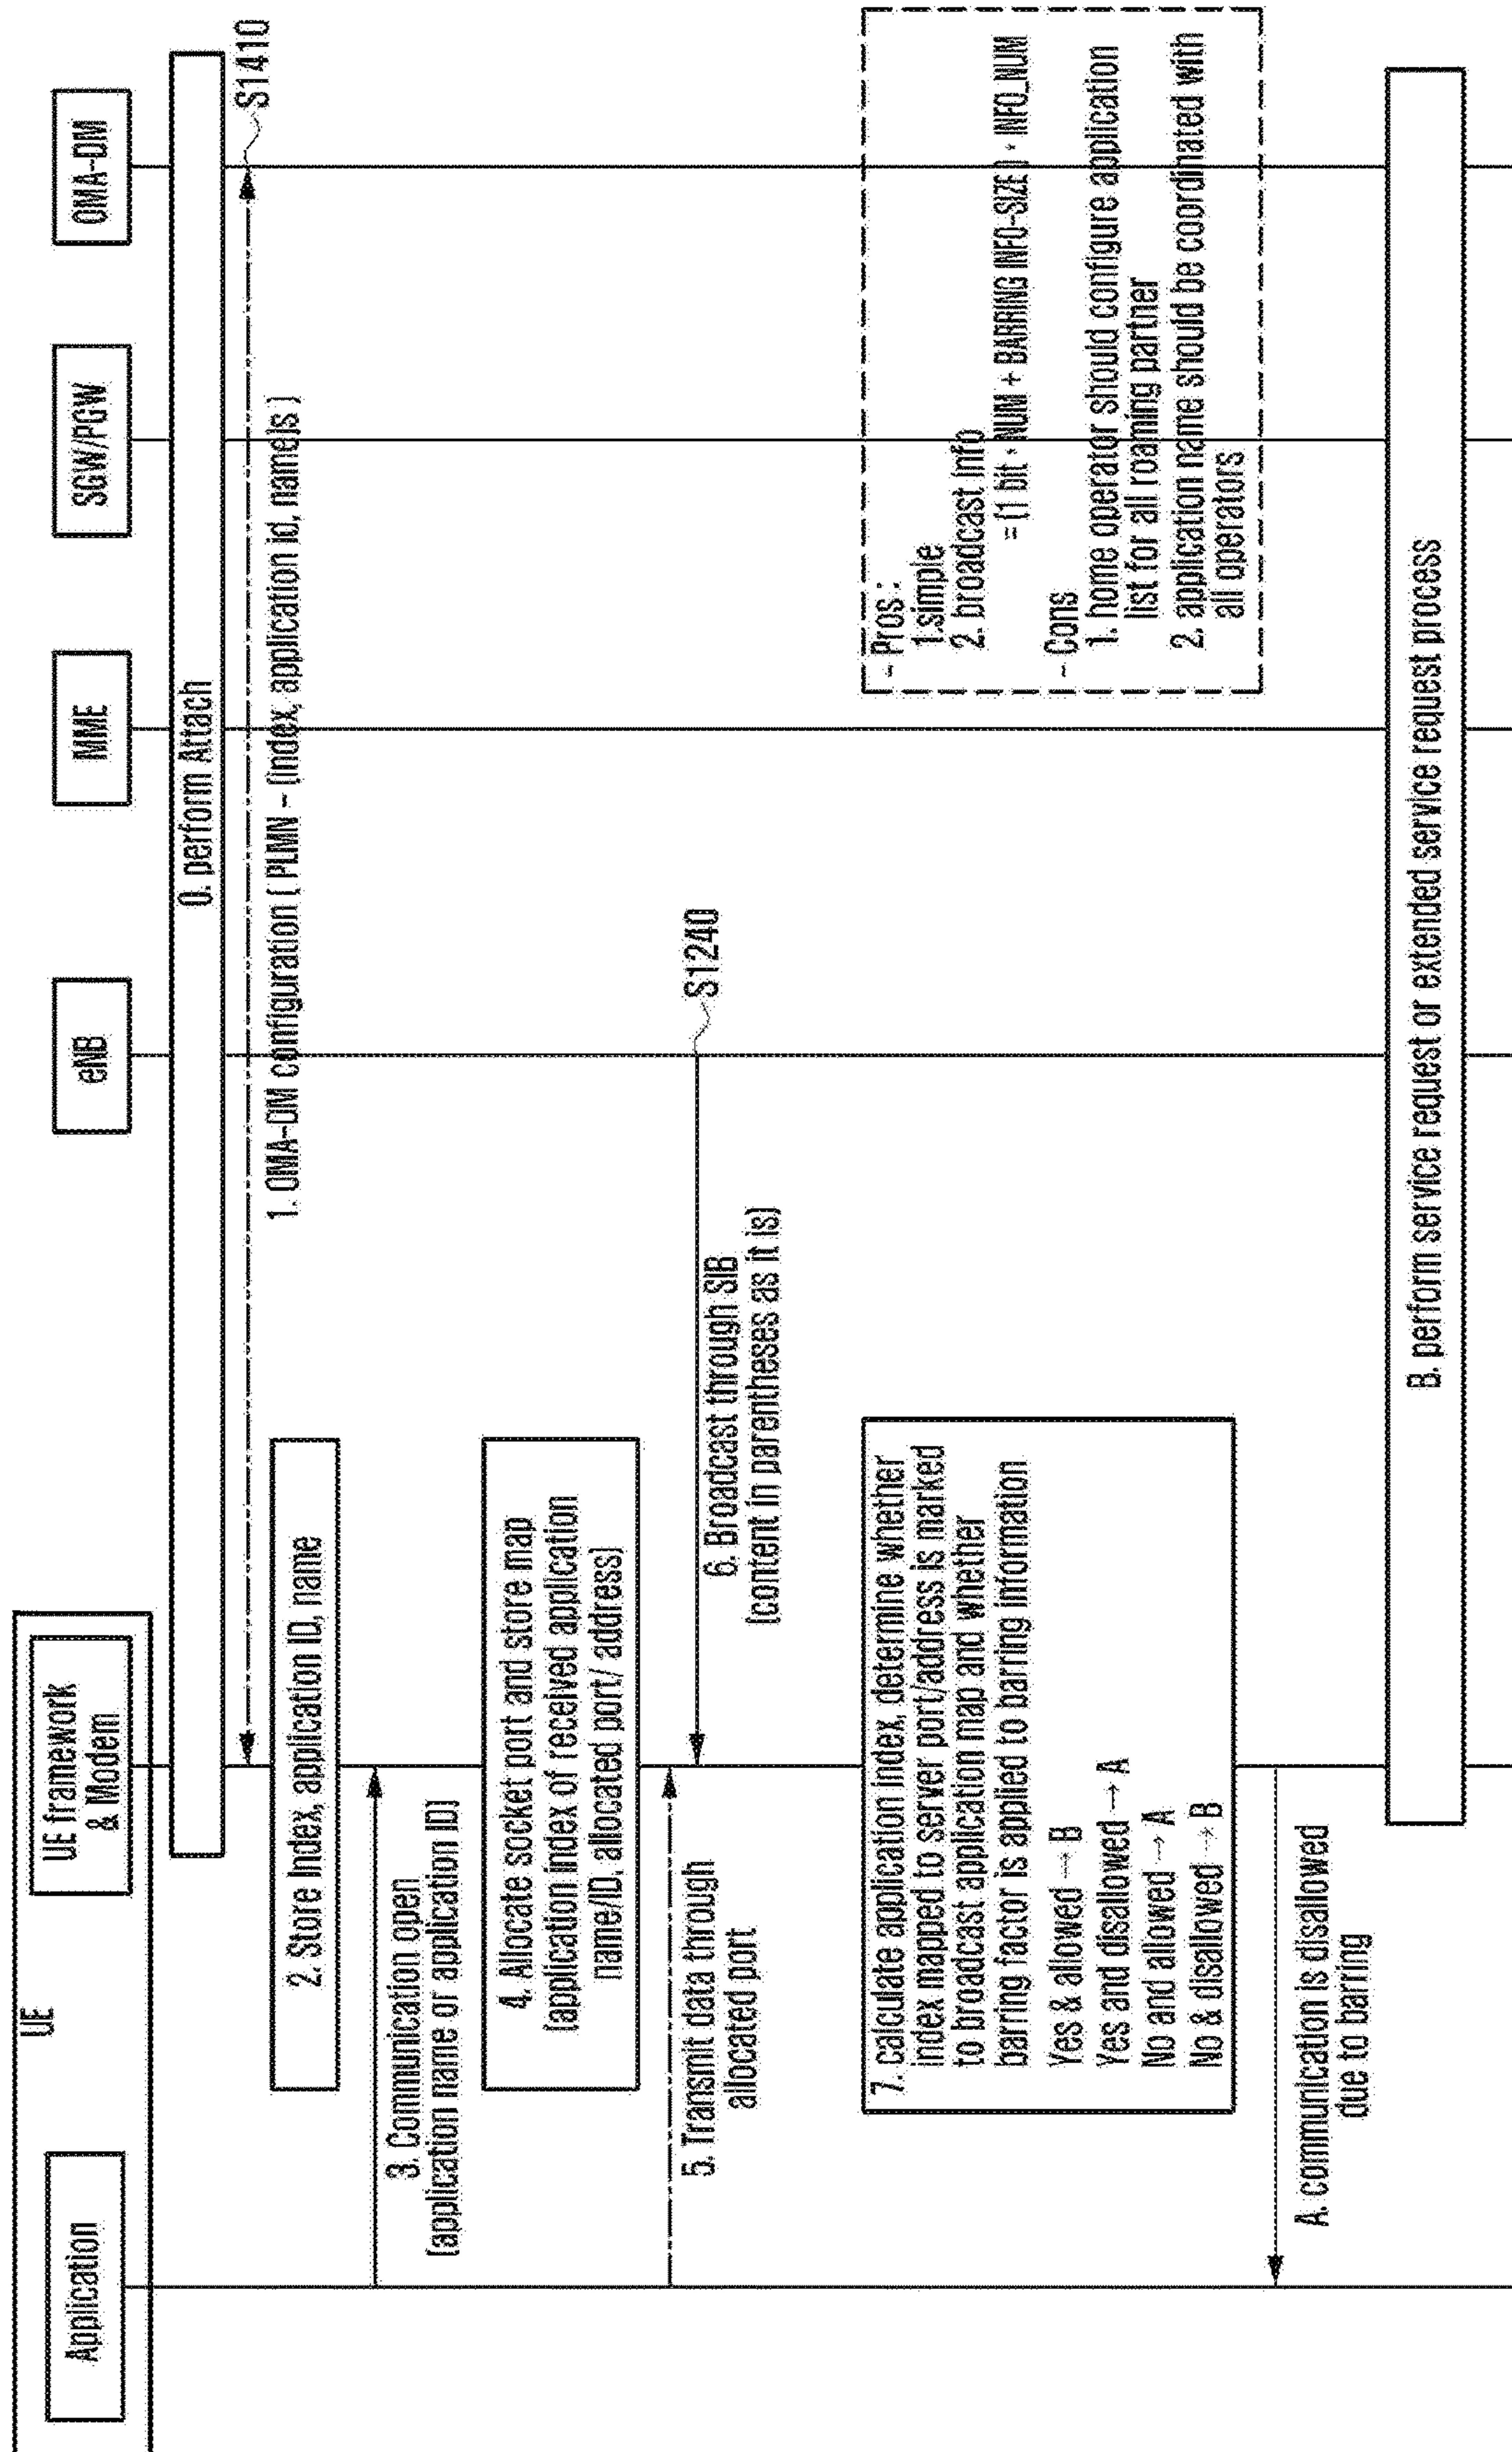 UE
Application
UE framework
& Modem
eNB
MME
SGW/PGW
OMA-DM
0. perform Attach
S1410
1. OMA-DM configuration ( PLMN - (index, application id, name)s )
2. Store Index, application ID, name
3. Communication open
(application name or application ID)
4. Allocate socket port and store map
(application index of received application
name/ID, allocated port/ address)
5. Transmit data through
allocated port
S1240
6. Broadcast through SIB
(content in parentheses as it is)
7. calculate application index, determine whether
index mapped to server port/address is marked
to broadcast application map and whether
barring factor is applied to barring information
Yes & allowed → B
Yes and disallowed → A
No and allowed → A
No & disallowed → B
- Pros :
1.simple
2. broadcast info
= (1 bit * NUM + BARRING INFO-SIZE ) * INFO_NUM
- Cons
1. home operator should configure application
list for all roaming partner
2. application name should be coordinated with
all operators
A. communication is disallowed
due to barring
B. perform service request or extended service request process